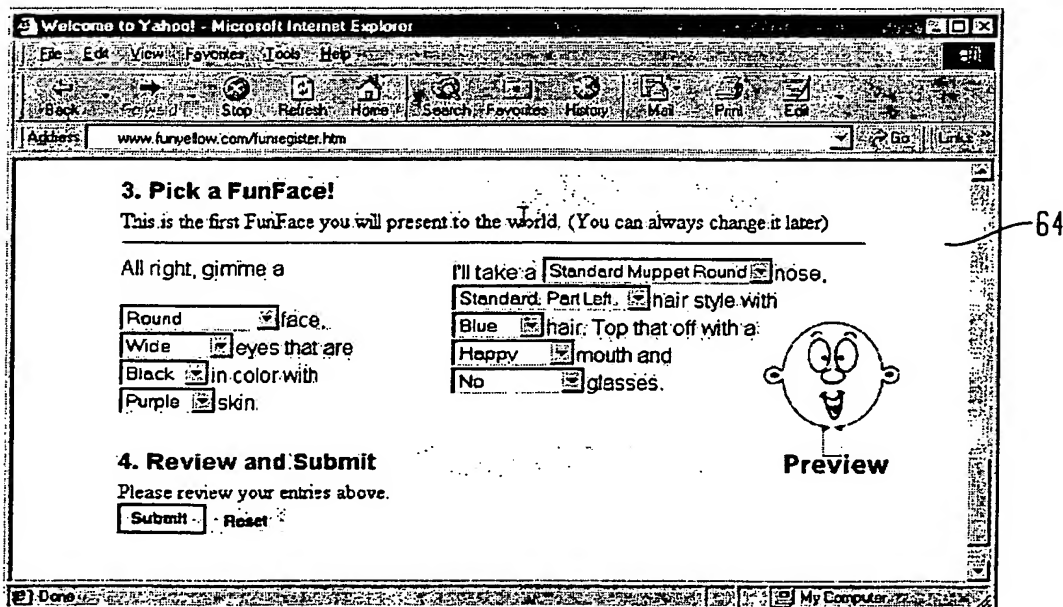 Welcome to Yahoo! - Microsoft Internet Explorer
File Edit View Favorites Tools Help
Back Forward Stop Refresh Home Search Favorites History Mail Print Edit
Address www.funyellow.com/funregister.htm Go Links »
3. Pick a FunFace!
This is the first FunFace you will present to the world. (You can always change it later)
64
All right, gimme a
Round face,
Wide eyes that are
Black in color with
Purple skin.
I'll take a Standard Muppet Round nose,
Standard, Part Left, hair style with
Blue hair. Top that off with a
Happy mouth and
No glasses.
Preview
4. Review and Submit
Please review your entries above.
Submit Reset
Done My Computer